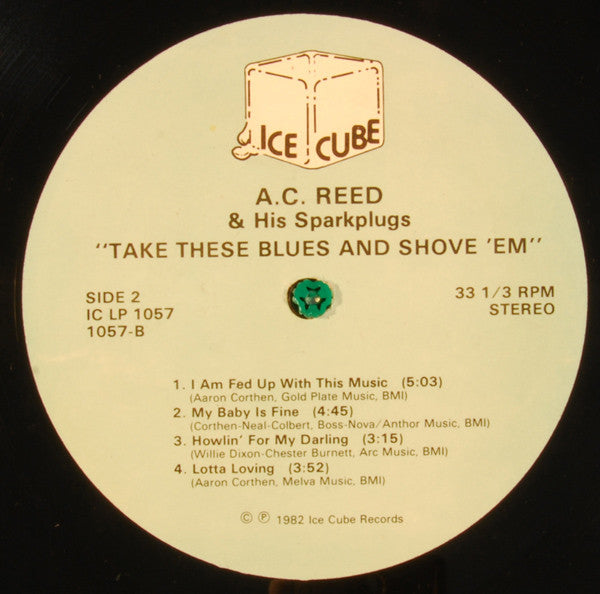 ICE CUBE
A.C. REED
& His Sparkplugs
"TAKE THESE BLUES AND SHOVE 'EM"
SIDE 2
IC LP 1057
1057-B
33 1/3 RPM
STEREO
1. I Am Fed Up With This Music (5:03)
(Aaron Corthen, Gold Plate Music, BMI)
2. My Baby Is Fine (4:45)
(Corthen-Neal-Colbert, Boss-Nova/Anthor Music, BMI)
3. Howlin' For My Darling (3:15)
(Willie Dixon-Chester Burnett, Arc Music, BMI)
4. Lotta Loving (3:52)
(Aaron Corthen, Melva Music, BMI)
© ℗ 1982 Ice Cube Records